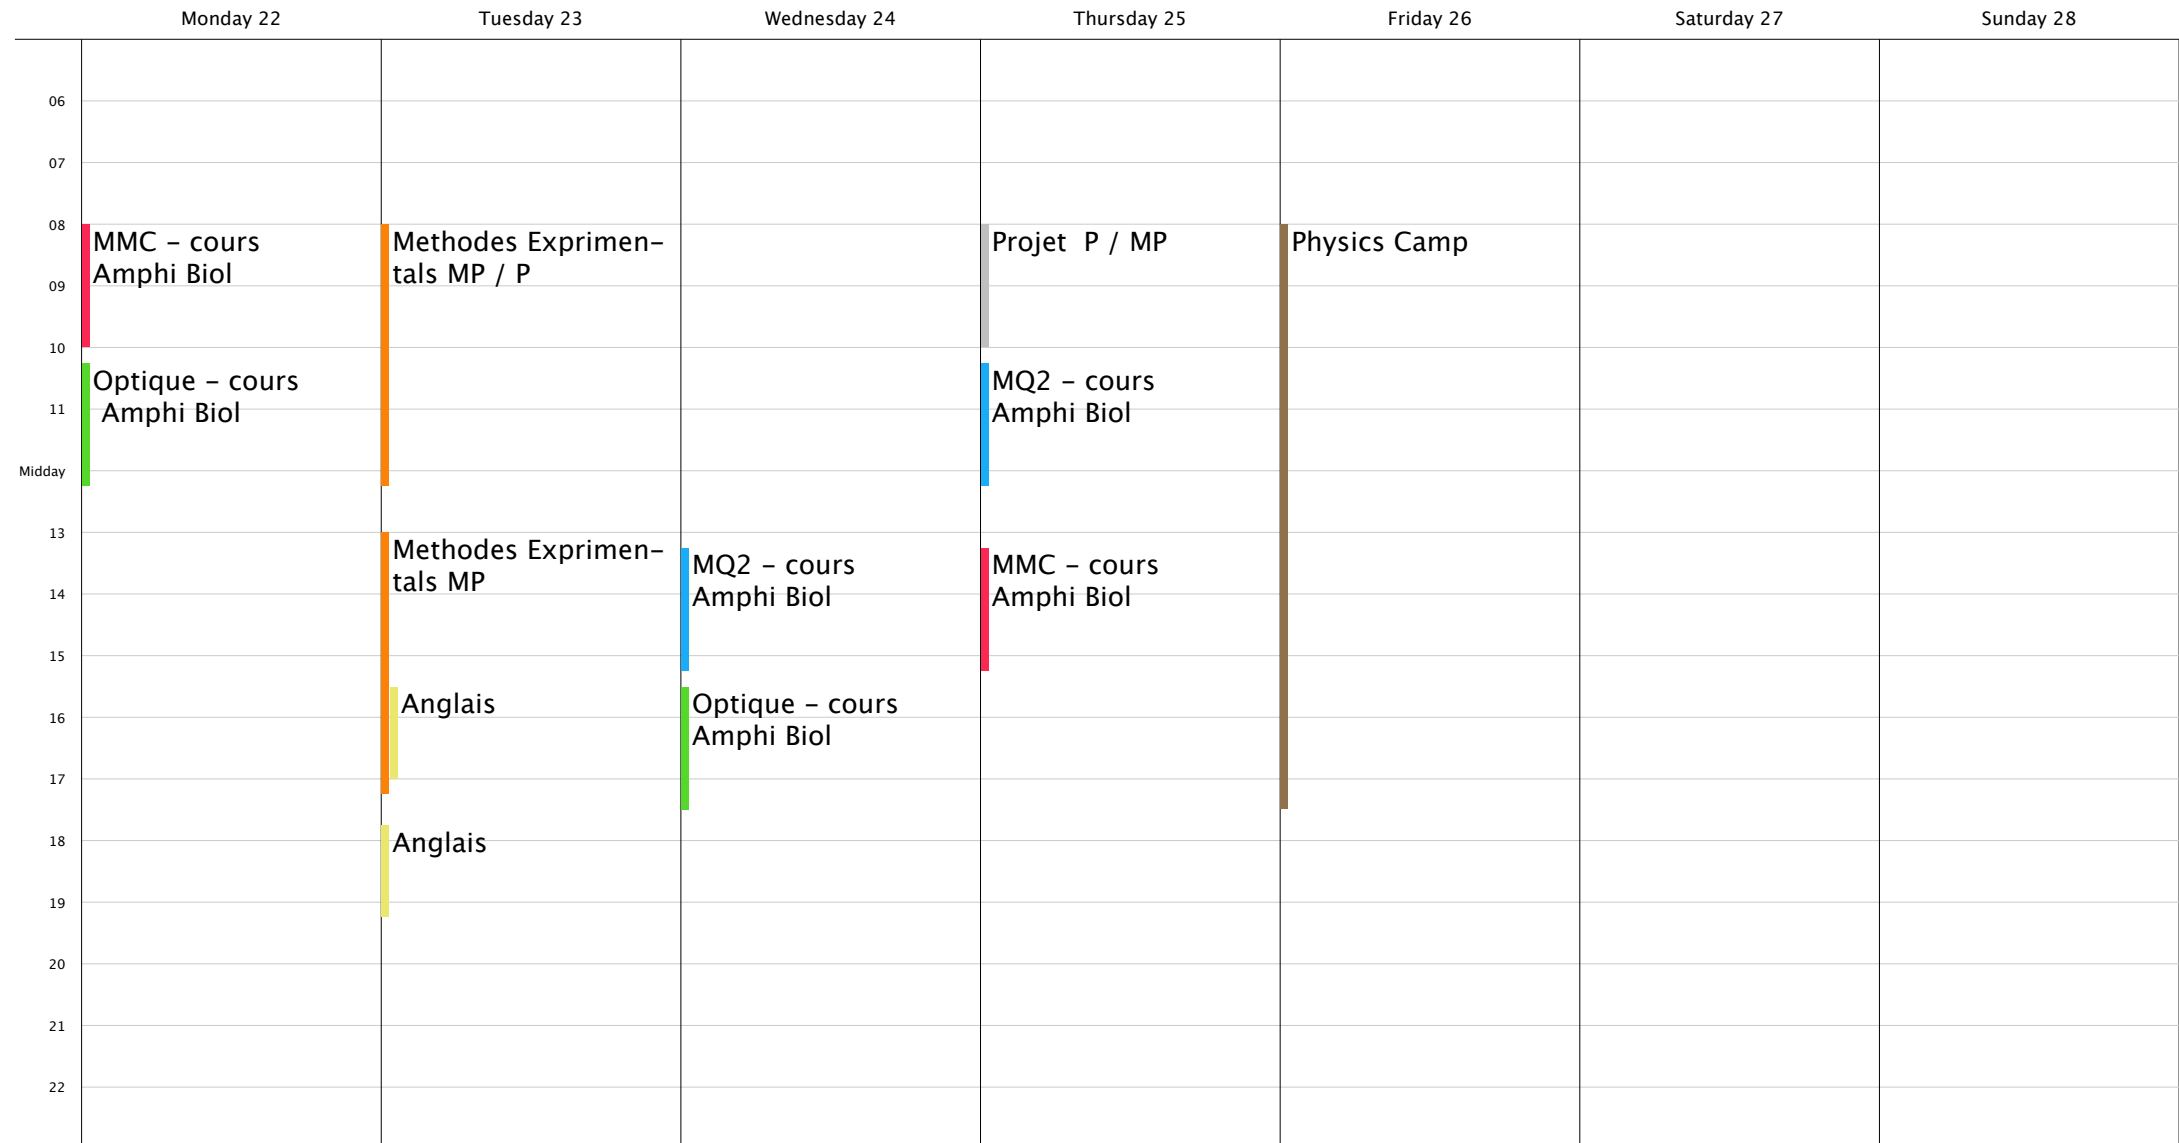 Monday 22
Tuesday 23
Wednesday 24
Thursday 25
Friday 26
Saturday 27
Sunday 28
06
07
08
09
10
11
Midday
13
14
15
16
17
18
19
20
21
22
MMC – cours
Amphi Biol
Optique – cours
Amphi Biol
Methodes Exprimen–
tals MP / P
Methodes Exprimen–
tals MP
Anglais
Anglais
MQ2 – cours
Amphi Biol
Optique – cours
Amphi Biol
Projet  P / MP
MQ2 – cours
Amphi Biol
MMC – cours
Amphi Biol
Physics Camp